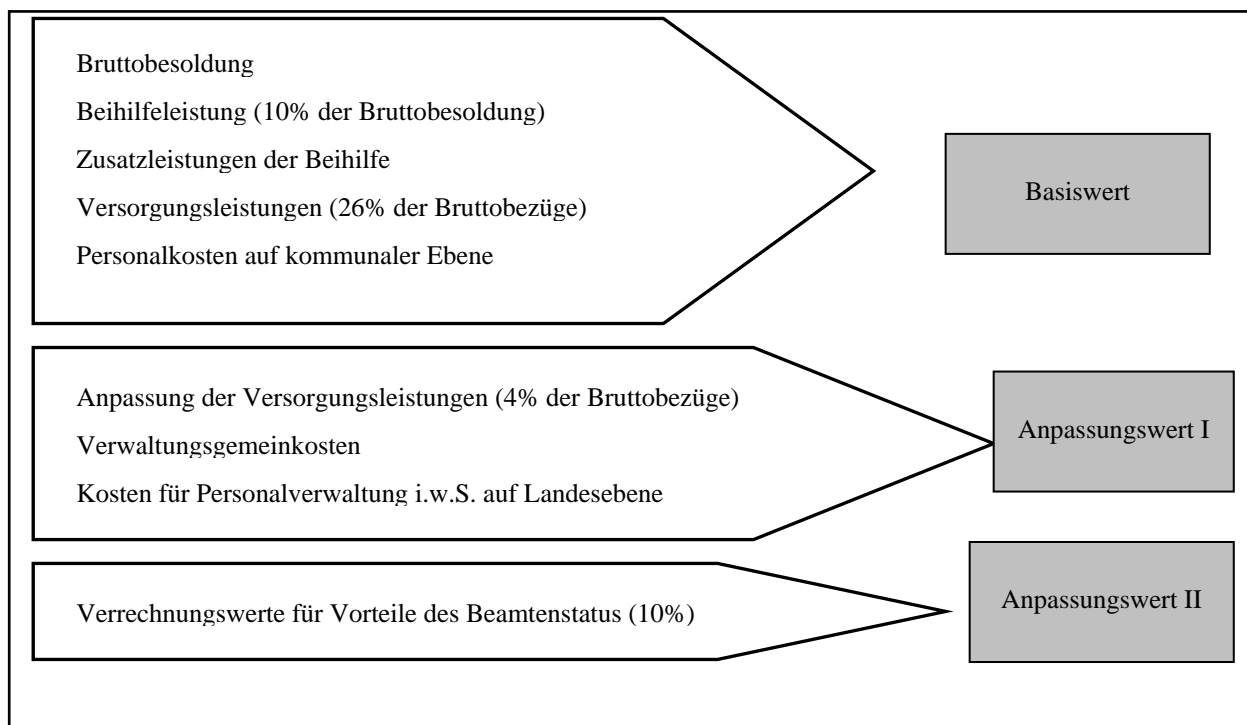 Bruttobesoldung
Beihilfeleistung (10% der Bruttobesoldung)
Zusatzleistungen der Beihilfe
Versorgungsleistungen (26% der Bruttobezüge)
Personalkosten auf kommunaler Ebene
Basiswert
Anpassung der Versorgungsleistungen (4% der Bruttobezüge)
Verwaltungsgemeinkosten
Kosten für Personalverwaltung i.w.S. auf Landesebene
Anpassungswert I
Verrechnungswerte für Vorteile des Beamtenstatus (10%)
Anpassungswert II